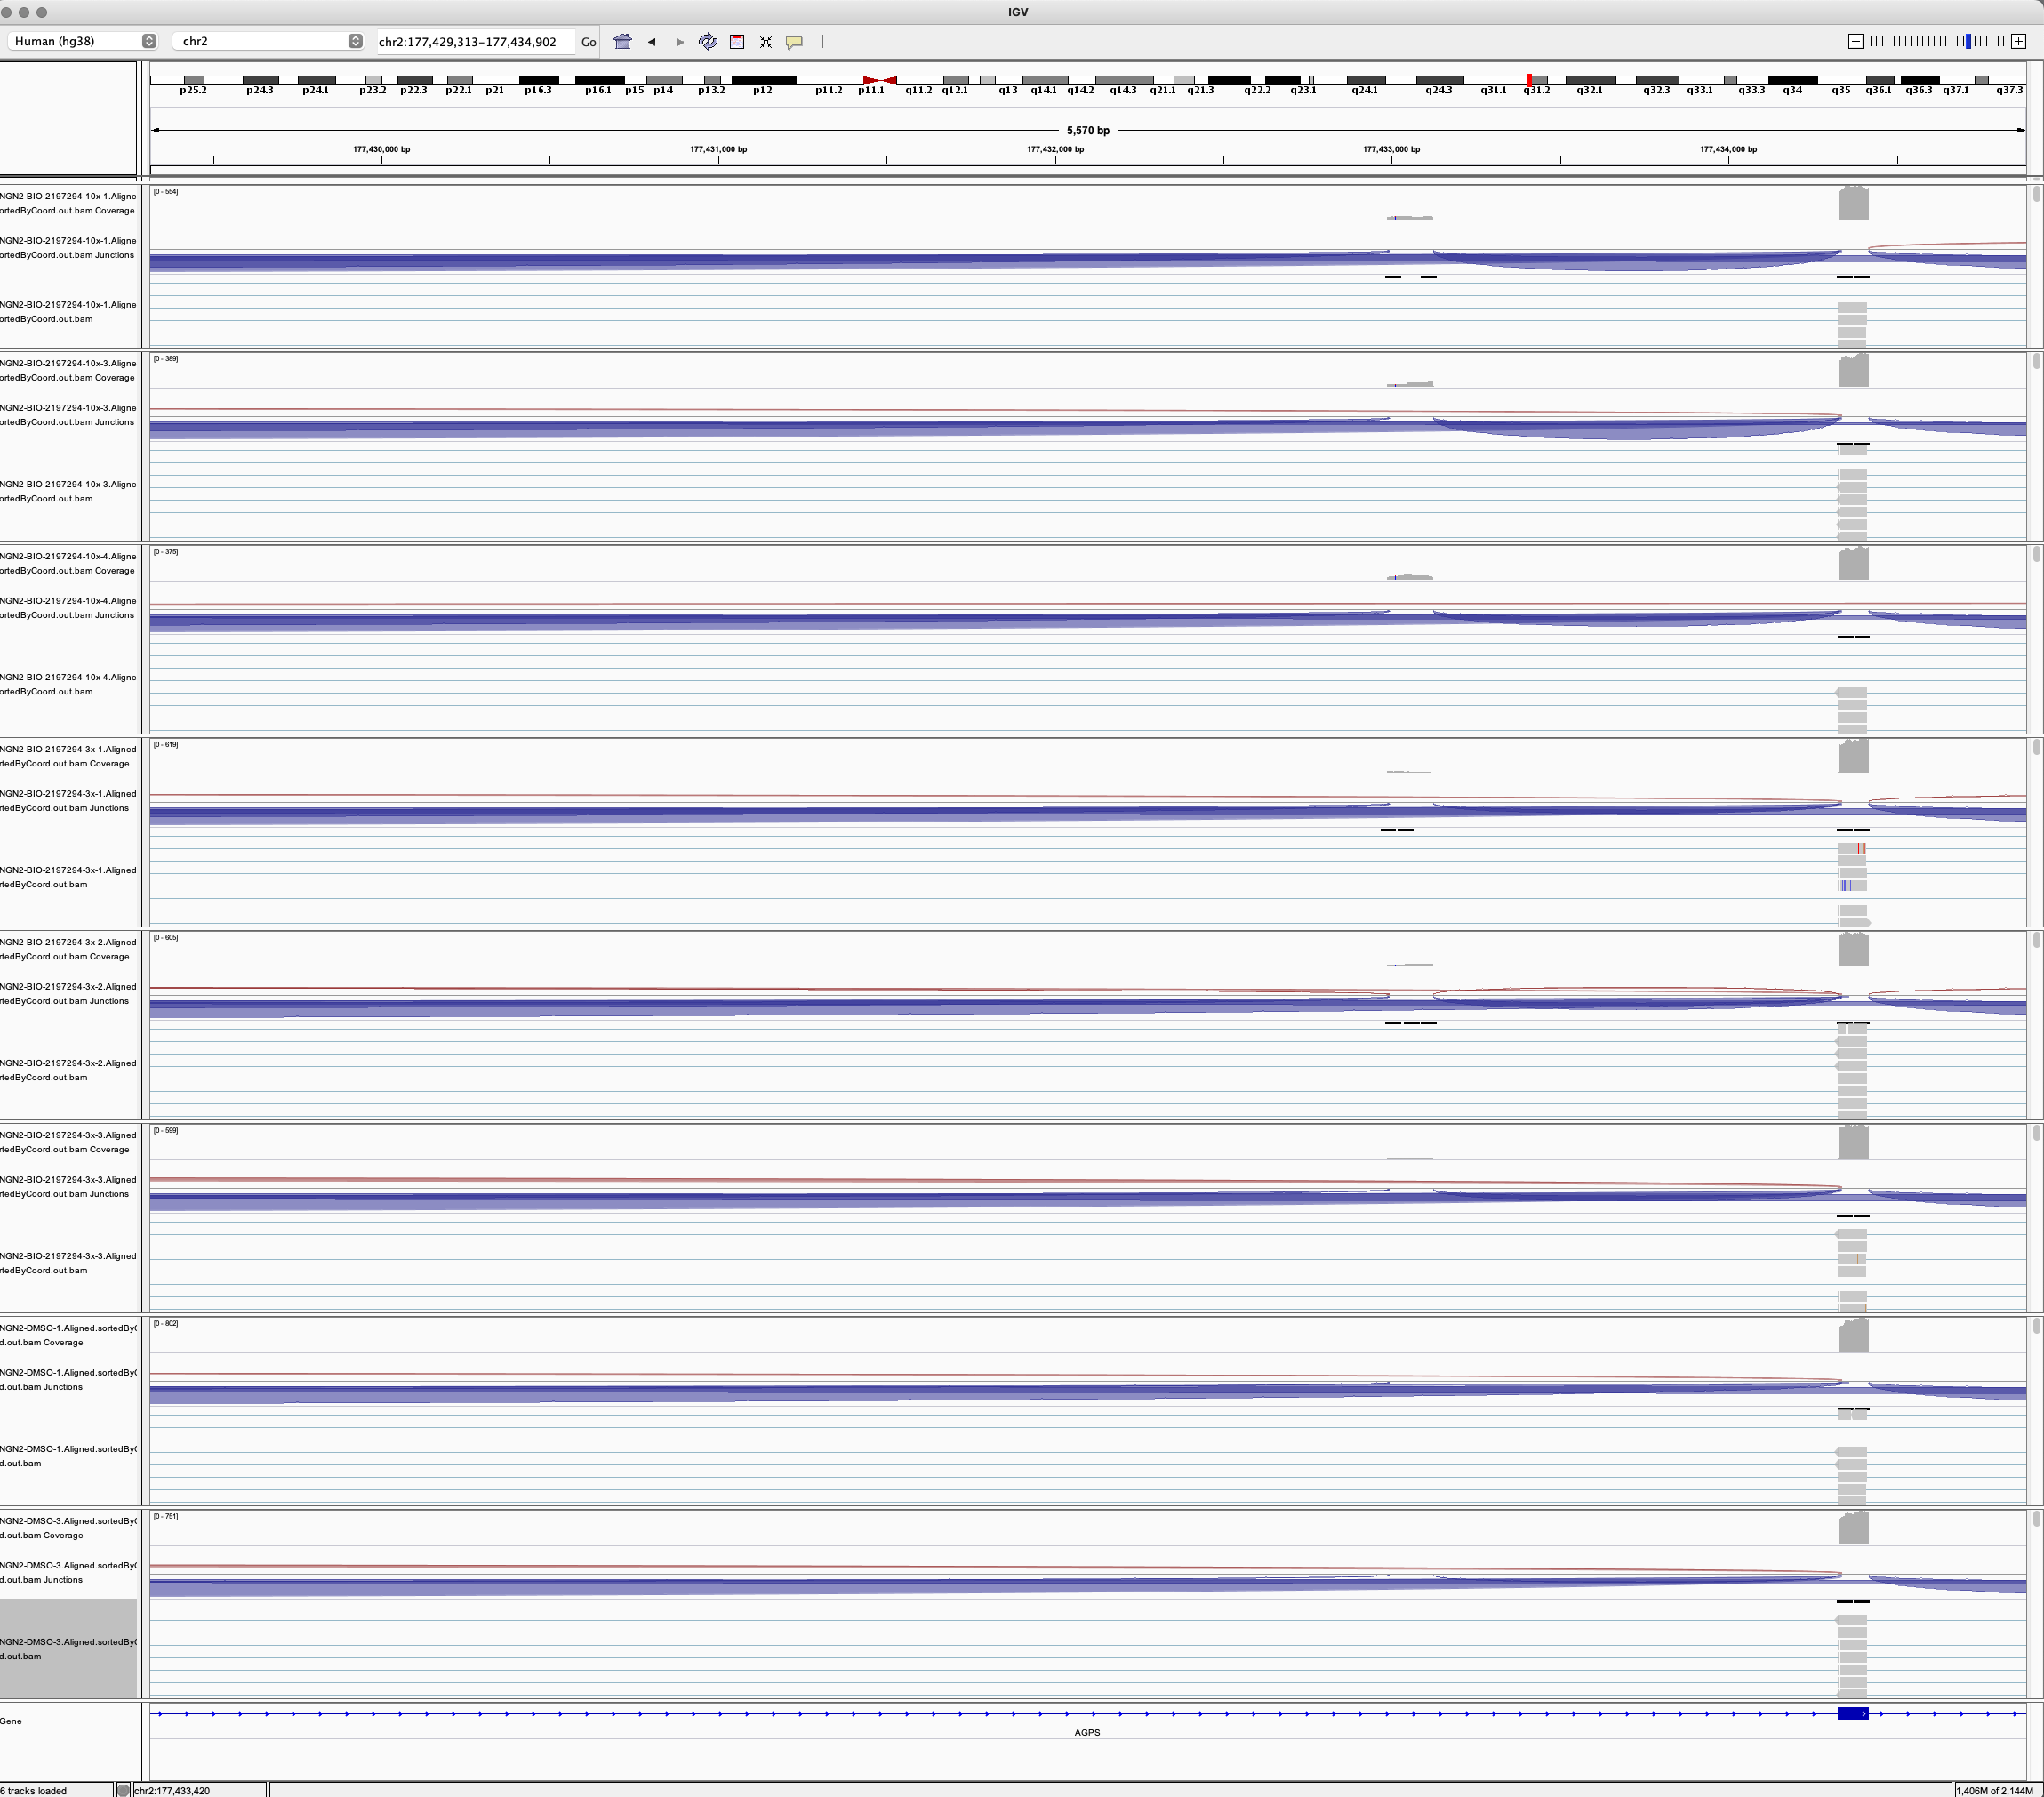 IGV
Human (hg38) chr2 chr2:177,429,313-177,434,902 Go
p25.2 p24.3 p24.1 p23.2 p22.3 p22.1 p21 p16.3 p16.1 p15 p14 p13.2 p12 p11.2 p11.1 q11.2 q12.1 q13 q14.1 q14.2 q14.3 q21.1 q21.3 q22.2 q23.1 q24.1 q24.3 q31.1 q31.2 q32.1 q32.3 q33.1 q33.3 q34 q35 q36.1 q36.3 q37.1 q37.3
5,570 bp
177,430,000 bp 177,431,000 bp 177,432,000 bp 177,433,000 bp 177,434,000 bp
NGN2-BIO-2197294-10x-1.Aligne [0 - 554]
ortedByCoord.out.bam Coverage
NGN2-BIO-2197294-10x-1.Aligne
ortedByCoord.out.bam Junctions
NGN2-BIO-2197294-10x-1.Aligne
ortedByCoord.out.bam
NGN2-BIO-2197294-10x-3.Aligne [0 - 389]
ortedByCoord.out.bam Coverage
NGN2-BIO-2197294-10x-3.Aligne
ortedByCoord.out.bam Junctions
NGN2-BIO-2197294-10x-3.Aligne
ortedByCoord.out.bam
NGN2-BIO-2197294-10x-4.Aligne [0 - 375]
ortedByCoord.out.bam Coverage
NGN2-BIO-2197294-10x-4.Aligne
ortedByCoord.out.bam Junctions
NGN2-BIO-2197294-10x-4.Aligne
ortedByCoord.out.bam
NGN2-BIO-2197294-3x-1.Aligned [0 - 619]
rtedByCoord.out.bam Coverage
NGN2-BIO-2197294-3x-1.Aligned
rtedByCoord.out.bam Junctions
NGN2-BIO-2197294-3x-1.Aligned
rtedByCoord.out.bam
NGN2-BIO-2197294-3x-2.Aligned [0 - 605]
rtedByCoord.out.bam Coverage
NGN2-BIO-2197294-3x-2.Aligned
rtedByCoord.out.bam Junctions
NGN2-BIO-2197294-3x-2.Aligned
rtedByCoord.out.bam
NGN2-BIO-2197294-3x-3.Aligned [0 - 599]
rtedByCoord.out.bam Coverage
NGN2-BIO-2197294-3x-3.Aligned
rtedByCoord.out.bam Junctions
NGN2-BIO-2197294-3x-3.Aligned
rtedByCoord.out.bam
NGN2-DMSO-1.Aligned.sortedBy [0 - 802]
d.out.bam Coverage
NGN2-DMSO-1.Aligned.sortedBy
d.out.bam Junctions
NGN2-DMSO-1.Aligned.sortedBy
d.out.bam
NGN2-DMSO-3.Aligned.sortedBy [0 - 751]
d.out.bam Coverage
NGN2-DMSO-3.Aligned.sortedBy
d.out.bam Junctions
NGN2-DMSO-3.Aligned.sortedBy
d.out.bam
Gene
AGPS
6 tracks loaded chr2:177,433,420 1,406M of 2,144M